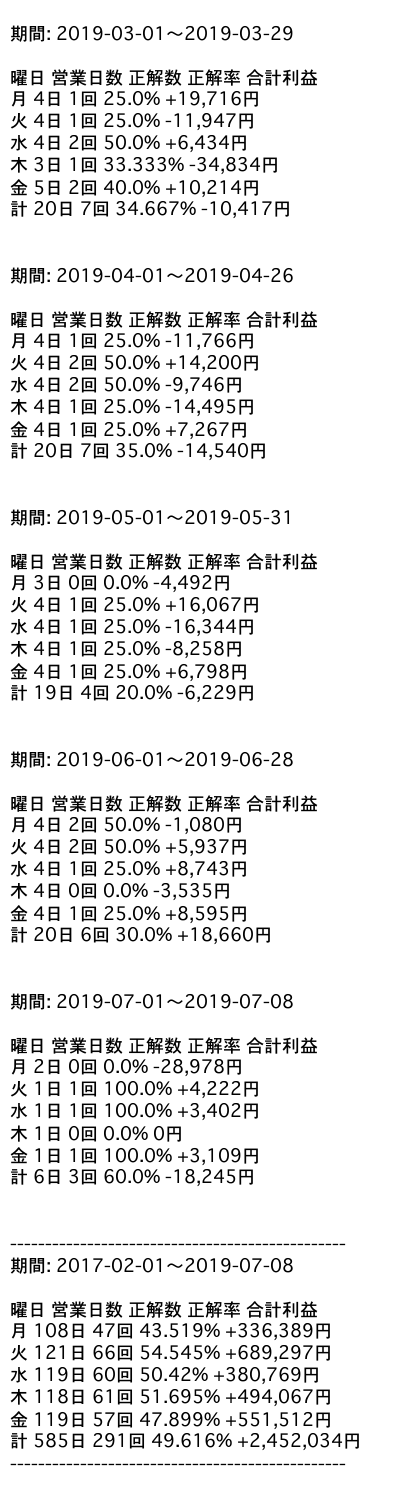 期間: 2019-03-01～2019-03-29
曜日 営業日数 正解数 正解率 合計利益
月 4日 1回 25.0% +19,716円
火 4日 1回 25.0% -11,947円
水 4日 2回 50.0% +6,434円
木 3日 1回 33.333% -34,834円
金 5日 2回 40.0% +10,214円
計 20日 7回 34.667% -10,417円
期間: 2019-04-01～2019-04-26
曜日 営業日数 正解数 正解率 合計利益
月 4日 1回 25.0% -11,766円
火 4日 2回 50.0% +14,200円
水 4日 2回 50.0% -9,746円
木 4日 1回 25.0% -14,495円
金 4日 1回 25.0% +7,267円
計 20日 7回 35.0% -14,540円
期間: 2019-05-01～2019-05-31
曜日 営業日数 正解数 正解率 合計利益
月 3日 0回 0.0% -4,492円
火 4日 1回 25.0% +16,067円
水 4日 1回 25.0% -16,344円
木 4日 1回 25.0% -8,258円
金 4日 1回 25.0% +6,798円
計 19日 4回 20.0% -6,229円
期間: 2019-06-01～2019-06-28
曜日 営業日数 正解数 正解率 合計利益
月 4日 2回 50.0% -1,080円
火 4日 2回 50.0% +5,937円
水 4日 1回 25.0% +8,743円
木 4日 0回 0.0% -3,535円
金 4日 1回 25.0% +8,595円
計 20日 6回 30.0% +18,660円
期間: 2019-07-01～2019-07-08
曜日 営業日数 正解数 正解率 合計利益
月 2日 0回 0.0% -28,978円
火 1日 1回 100.0% +4,222円
水 1日 1回 100.0% +3,402円
木 1日 0回 0.0% 0円
金 1日 1回 100.0% +3,109円
計 6日 3回 60.0% -18,245円
------------------------------------------------
期間: 2017-02-01～2019-07-08
曜日 営業日数 正解数 正解率 合計利益
月 108日 47回 43.519% +336,389円
火 121日 66回 54.545% +689,297円
水 119日 60回 50.42% +380,769円
木 118日 61回 51.695% +494,067円
金 119日 57回 47.899% +551,512円
計 585日 291回 49.616% +2,452,034円
------------------------------------------------